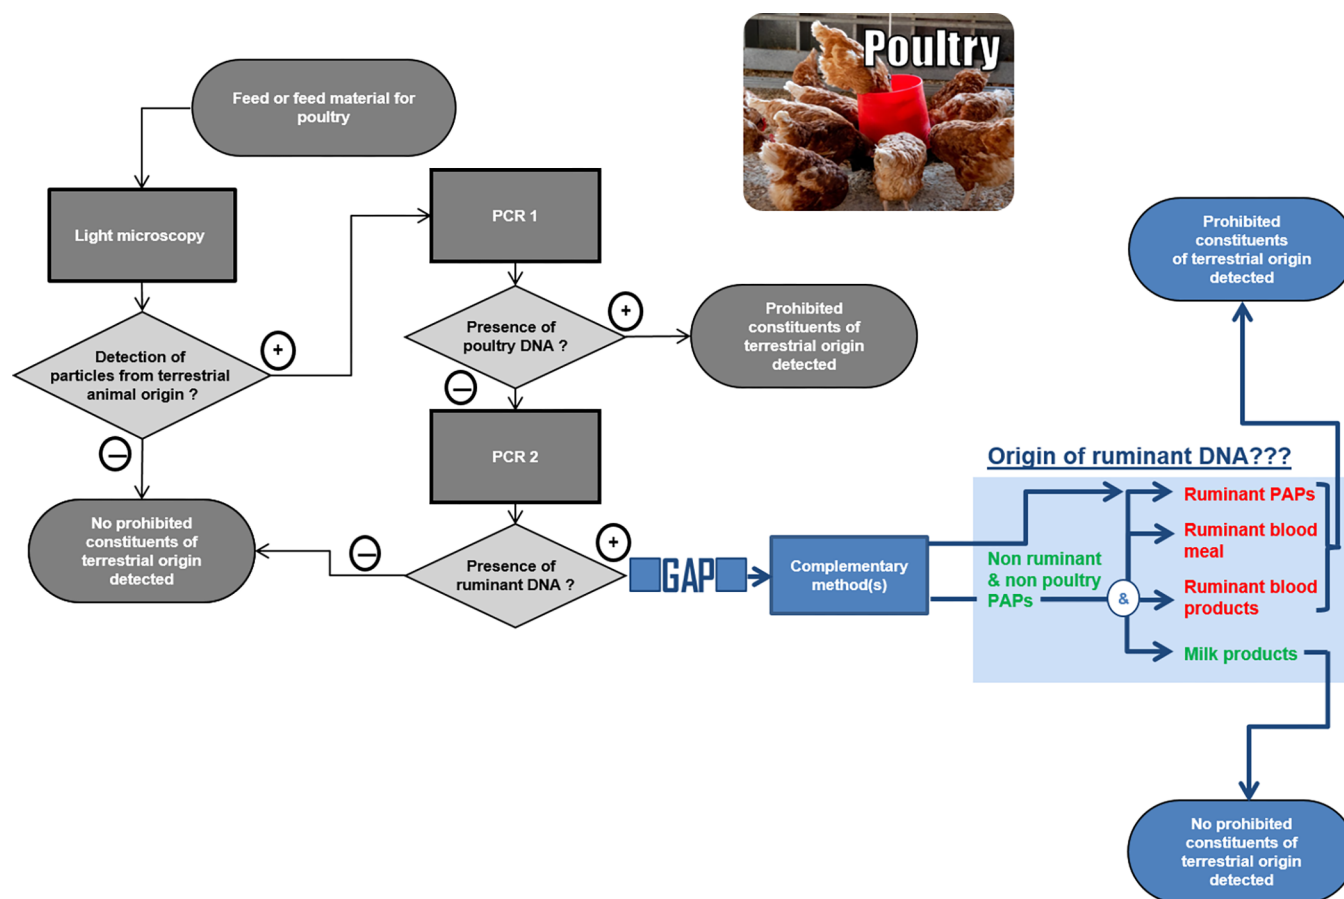 Poultry
Feed or feed material for
poultry
Light microscopy
Detection of
particles from terrestrial
animal origin ?
+
−
No prohibited
constituents of
terrestrial origin
detected
PCR 1
Presence of
poultry DNA ?
+
−
Prohibited
constituents of
terrestrial origin
detected
PCR 2
Presence of
ruminant DNA ?
−
+
GAP
Complementary
method(s)
Origin of ruminant DNA???
Non ruminant
& non poultry
PAPs
&
Ruminant PAPs
Ruminant blood
meal
Ruminant blood
products
Milk products
Prohibited
constituents
of terrestrial origin
detected
No prohibited
constituents of
terrestrial origin
detected